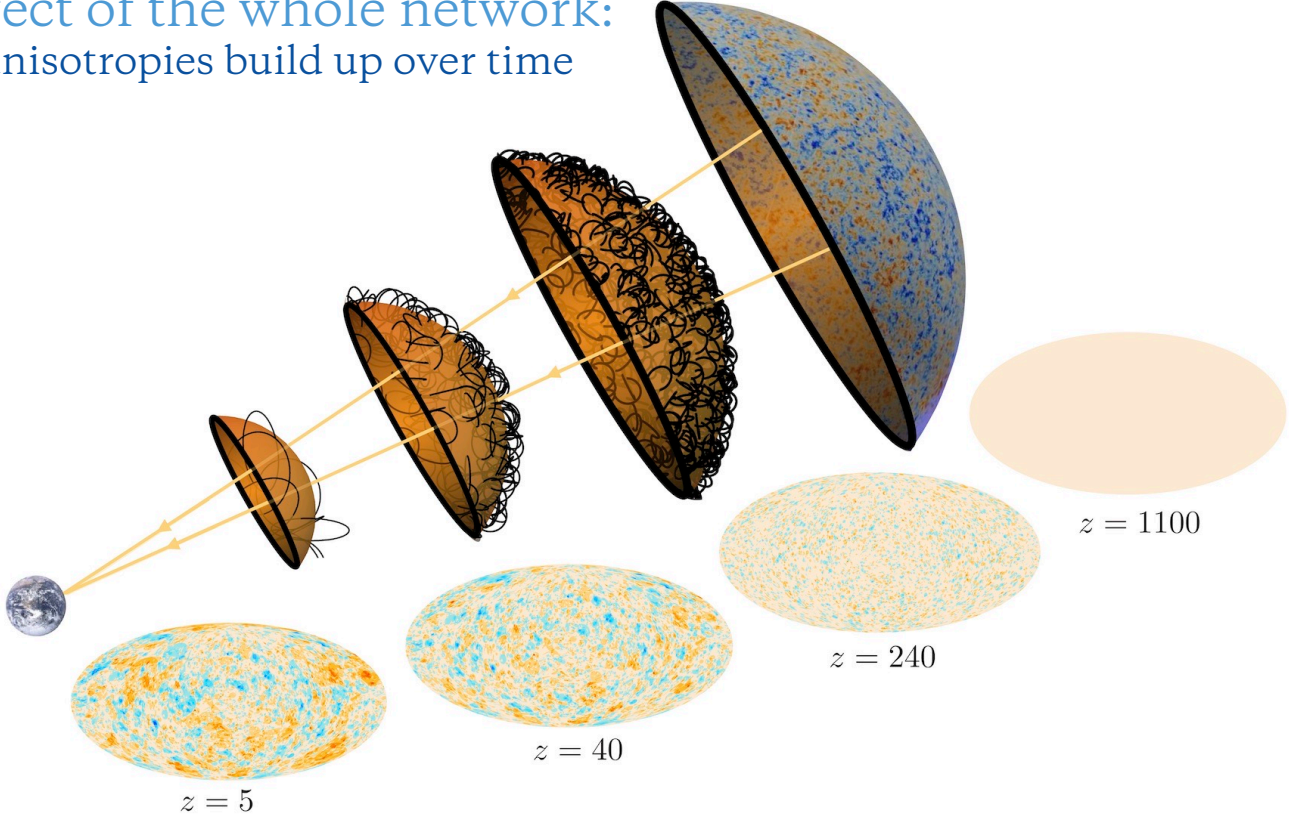 ect of the whole network:
nisotropies build up over time
z = 1100
z = 240
z = 40
z = 5